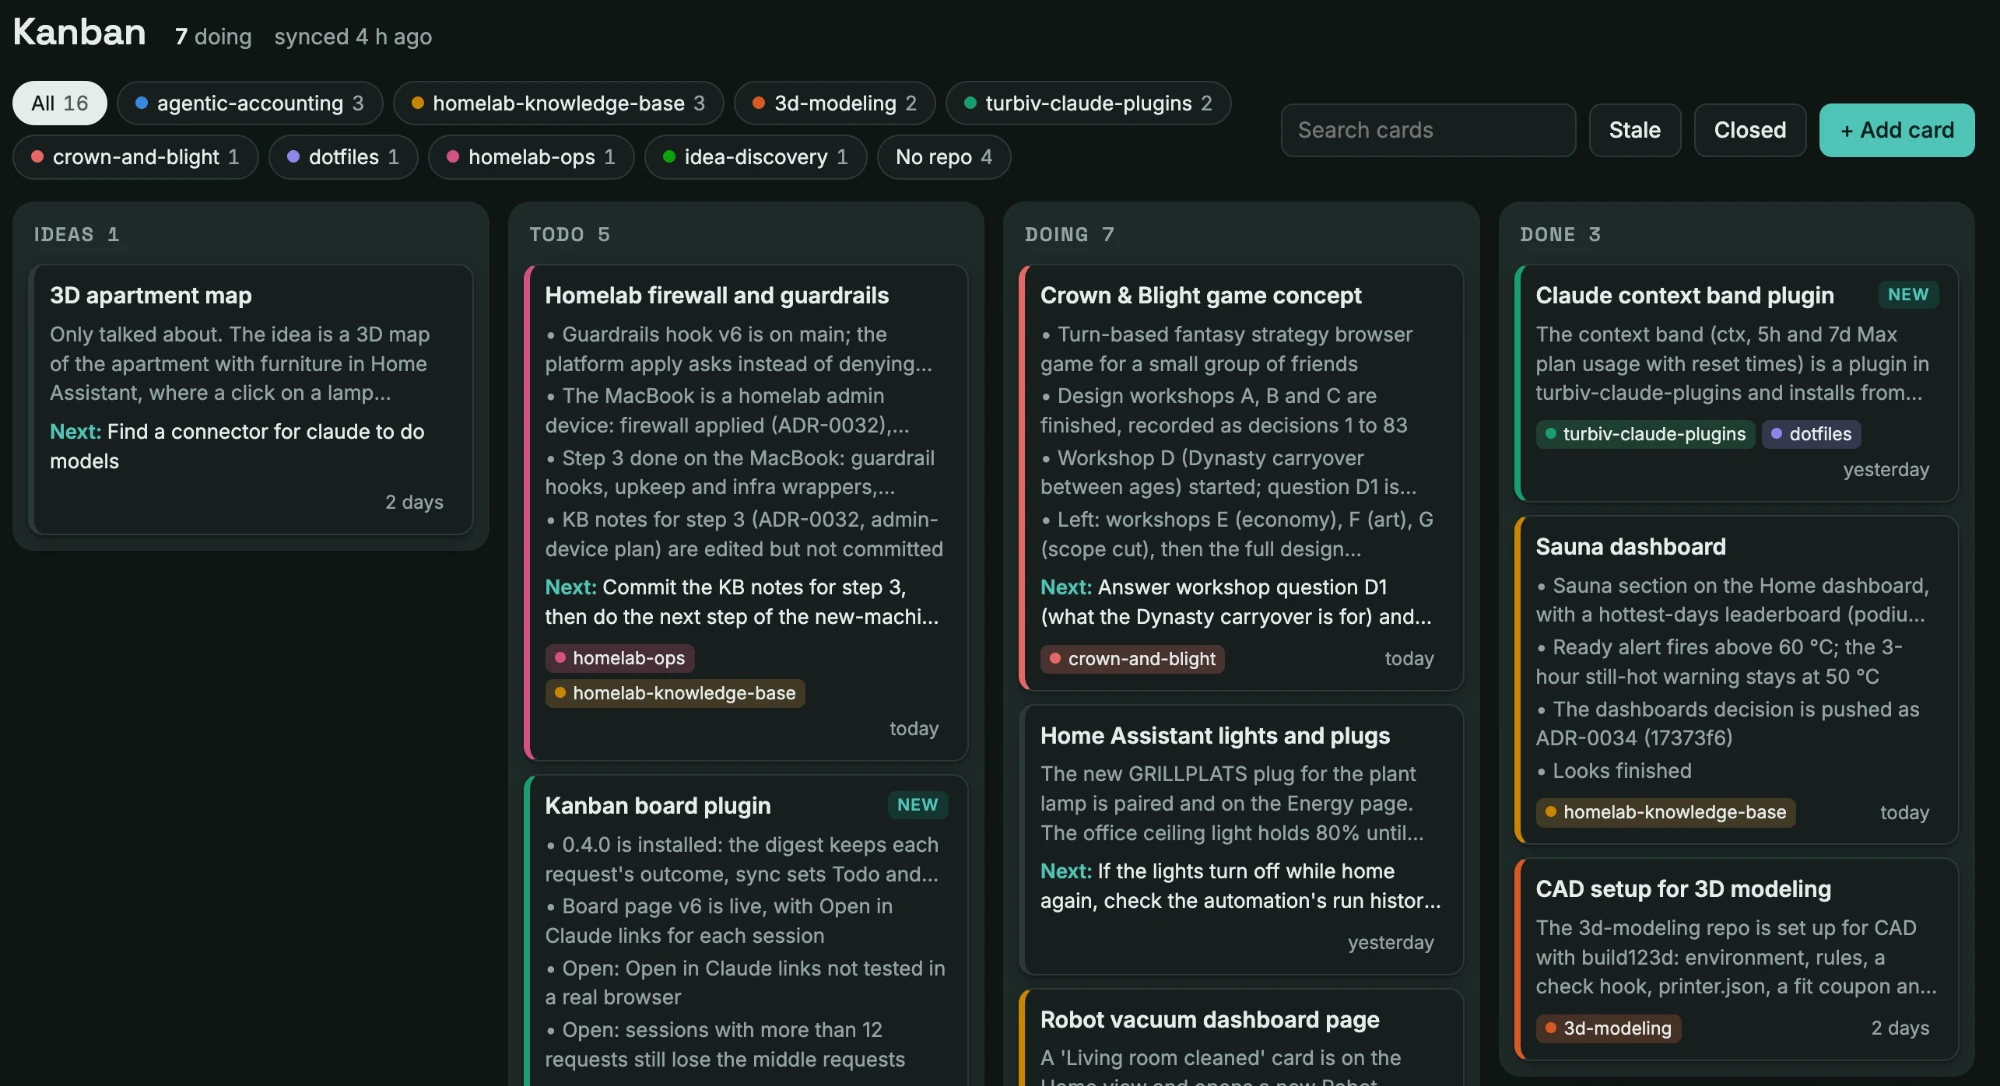 Kanban 7 doing synced 4 h ago
All 16 agentic-accounting 3 homelab-knowledge-base 3 3d-modeling 2 turbiv-claude-plugins 2
crown-and-blight 1 dotfiles 1 homelab-ops 1 idea-discovery 1 No repo 4
Search cards Stale Closed + Add card
IDEAS 1
3D apartment map
Only talked about. The idea is a 3D map
of the apartment with furniture in Home
Assistant, where a click on a lamp...
Next: Find a connector for claude to do
models
2 days
TODO 5
Homelab firewall and guardrails
• Guardrails hook v6 is on main; the
platform apply asks instead of denying...
• The MacBook is a homelab admin
device: firewall applied (ADR-0032),...
• Step 3 done on the MacBook: guardrail
hooks, upkeep and infra wrappers,...
• KB notes for step 3 (ADR-0032, admin-
device plan) are edited but not committed
Next: Commit the KB notes for step 3,
then do the next step of the new-machi...
homelab-ops
homelab-knowledge-base
today
Kanban board plugin NEW
• 0.4.0 is installed: the digest keeps each
request's outcome, sync sets Todo and...
• Board page v6 is live, with Open in
Claude links for each session
• Open: Open in Claude links not tested in
a real browser
• Open: sessions with more than 12
requests still lose the middle requests
DOING 7
Crown & Blight game concept
• Turn-based fantasy strategy browser
game for a small group of friends
• Design workshops A, B and C are
finished, recorded as decisions 1 to 83
• Workshop D (Dynasty carryover
between ages) started; question D1 is...
• Left: workshops E (economy), F (art), G
(scope cut), then the full design...
Next: Answer workshop question D1
(what the Dynasty carryover is for) and...
crown-and-blight today
Home Assistant lights and plugs
The new GRILLPLATS plug for the plant
lamp is paired and on the Energy page.
The office ceiling light holds 80% until...
Next: If the lights turn off while home
again, check the automation's run histor...
yesterday
Robot vacuum dashboard page
A 'Living room cleaned' card is on the
Home view and opens a new Robot
DONE 3
Claude context band plugin NEW
The context band (ctx, 5h and 7d Max
plan usage with reset times) is a plugin in
turbiv-claude-plugins and installs from...
turbiv-claude-plugins dotfiles
yesterday
Sauna dashboard
• Sauna section on the Home dashboard,
with a hottest-days leaderboard (podiu...
• Ready alert fires above 60 °C; the 3-
hour still-hot warning stays at 50 °C
• The dashboards decision is pushed as
ADR-0034 (17373f6)
• Looks finished
homelab-knowledge-base today
CAD setup for 3D modeling
The 3d-modeling repo is set up for CAD
with build123d: environment, rules, a
check hook, printer.json, a fit coupon an...
3d-modeling 2 days